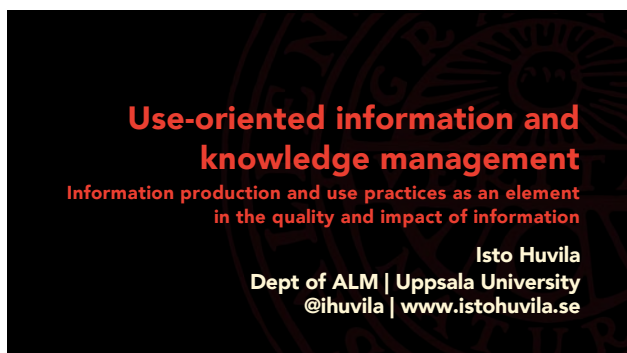 Use-oriented information and
knowledge management
Information production and use practices as an element
in the quality and impact of information
Isto Huvila
Dept of ALM | Uppsala University
@ihuvila | www.istohuvila.se